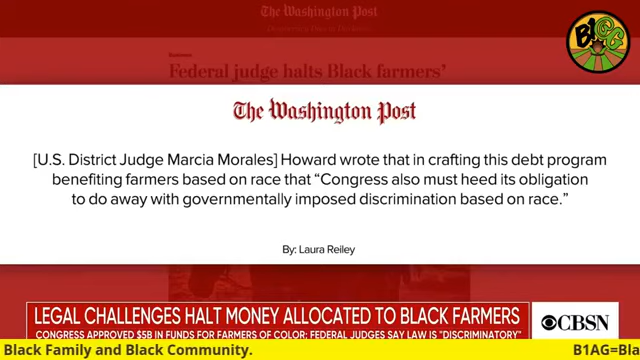 The Washington Post
Federal judge halts Black farmers'
B1GG
The Washington Post
[U.S. District Judge Marcia Morales] Howard wrote that in crafting this debt program
benefiting farmers based on race that “Congress also must heed its obligation
to do away with governmentally imposed discrimination based on race.”
By: Laura Reiley
LEGAL CHALLENGES HALT MONEY ALLOCATED TO BLACK FARMERS
CONGRESS APPROVED $5B IN FUNDS FOR FARMERS OF COLOR; FEDERAL JUDGES SAY LAW IS "DISCRIMINATORY"
CBSN
Black Family and Black Community. B1AG=Bla